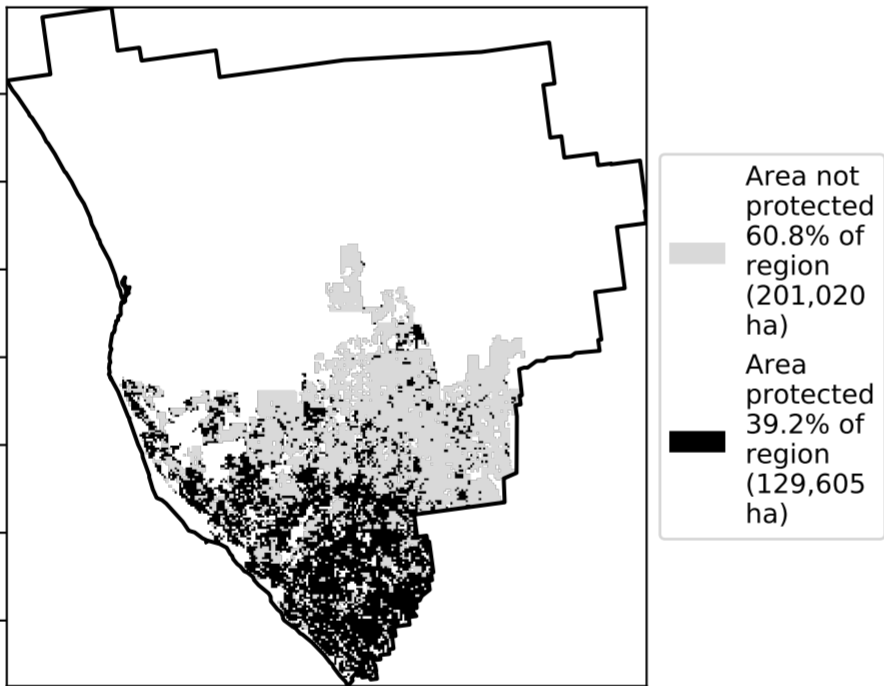 Area not
protected
60.8% of
region
(201,020
ha)
Area
protected
39.2% of
region
(129,605
ha)